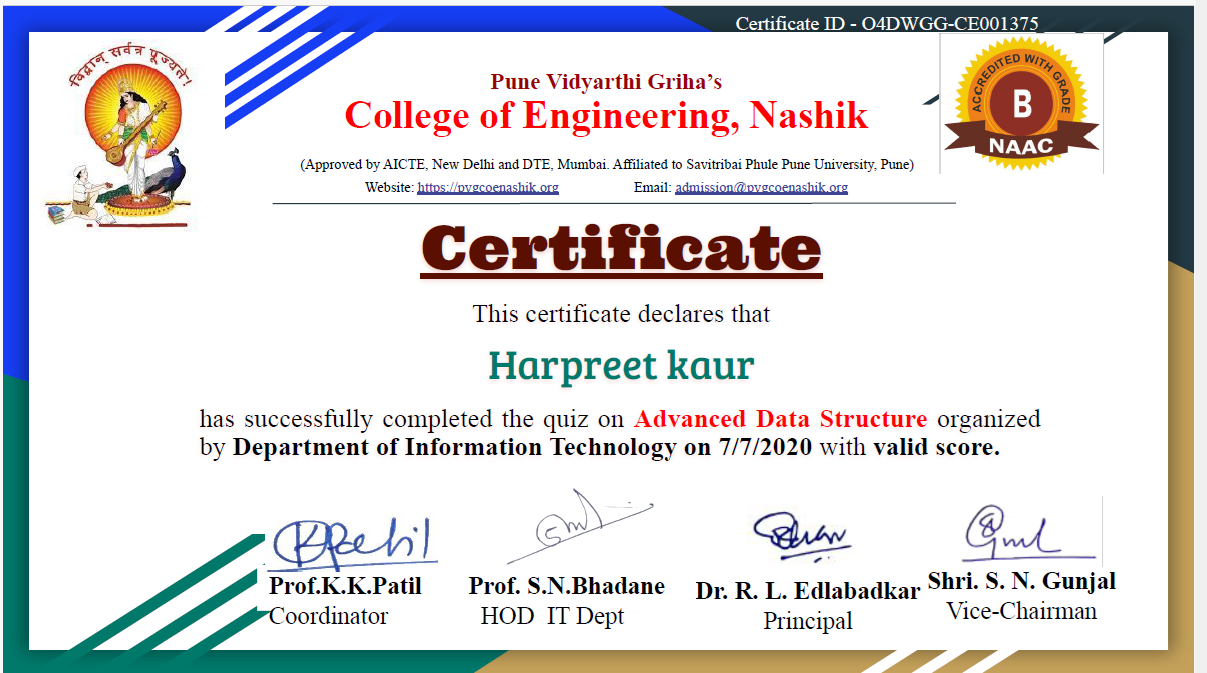 Certificate ID - O4DWGG-CE001375
विद्वान् सर्वत्र पूज्यते!
ACCREDITED WITH GRADE
B
NAAC
Pune Vidyarthi Griha’s
College of Engineering, Nashik
(Approved by AICTE, New Delhi and DTE, Mumbai. Affiliated to Savitribai Phule Pune University, Pune)
Website: https://pvgcoenashik.org Email: admission@pvgcoenashik.org
Certificate
This certificate declares that
Harpreet kaur
has successfully completed the quiz on Advanced Data Structure organized
by Department of Information Technology on 7/7/2020 with valid score.
Prof.K.K.Patil
Coordinator
Prof. S.N.Bhadane
HOD IT Dept
Dr. R. L. Edlabadkar
Principal
Shri. S. N. Gunjal
Vice-Chairman